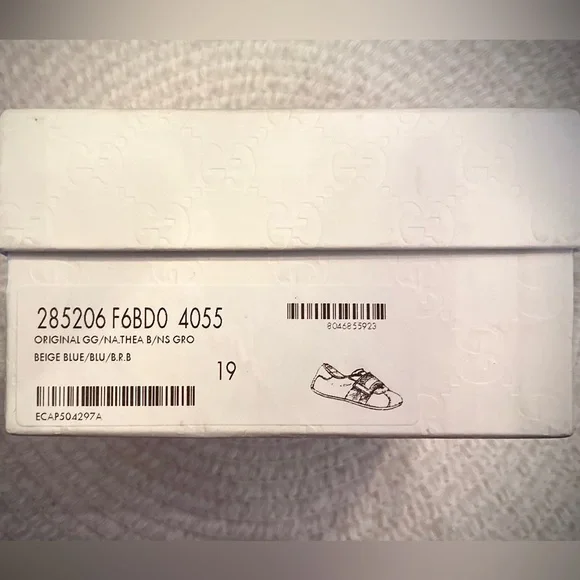 285206 F6BD0 4055
ORIGINAL GG/NA.THEA B/NS GRO
BEIGE BLUE/BLU/B.R.B
19
ECAP504297A
8046855923